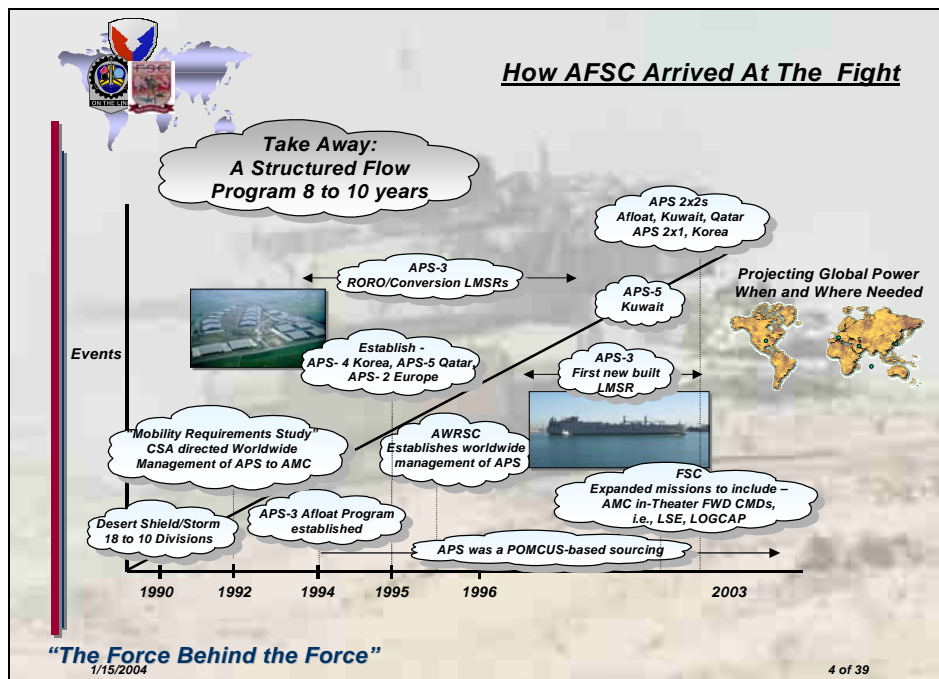 How AFSC Arrived At The Fight
ON THE LINE
FSC
Take Away:
A Structured Flow
Program 8 to 10 years
APS 2x2s
Afloat, Kuwait, Qatar
APS 2x1, Korea
APS-3
RORO/Conversion LMSRs
Projecting Global Power
When and Where Needed
APS-5
Kuwait
Events
Establish -
APS- 4 Korea, APS-5 Qatar,
APS- 2 Europe
APS-3
First new built
LMSR
"Mobility Requirements Study"
CSA directed Worldwide
Management of APS to AMC
AWRSC
Establishes worldwide
management of APS
FSC
Expanded missions to include –
AMC in-Theater FWD CMDs,
i.e., LSE, LOGCAP
Desert Shield/Storm
18 to 10 Divisions
APS-3 Afloat Program
established
APS was a POMCUS-based sourcing
1990 1992 1994 1995 1996 2003
“The Force Behind the Force”
1/15/2004
4 of 39